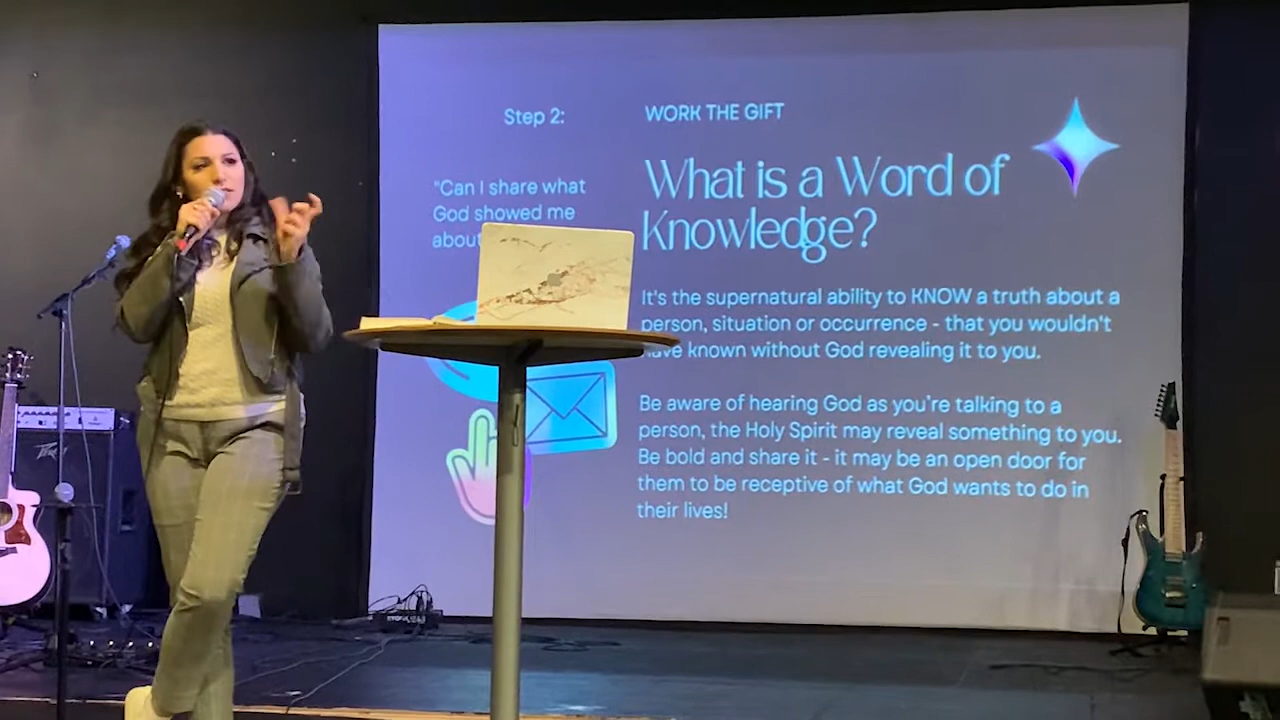 Step 2:
WORK THE GIFT
"Can I share what
God showed me
about
What is a Word of
Knowledge?
It's the supernatural ability to KNOW a truth about a
person, situation or occurrence - that you wouldn't
known without God revealing it to you.
Be aware of hearing God as you're talking to a
person, the Holy Spirit may reveal something to you.
Be bold and share it - it may be an open door for
them to be receptive of what God wants to do in
their lives!
PEAVEY